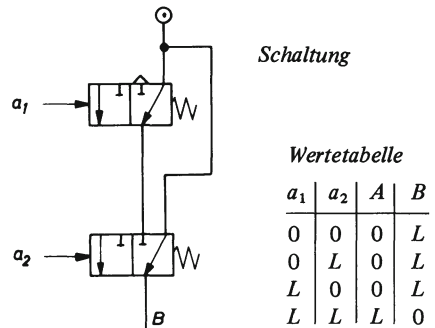 Schaltung
a1
a2
B
Wertetabelle
a1 a2 A B
0 0 0 L
0 L 0 L
L 0 0 L
L L L 0